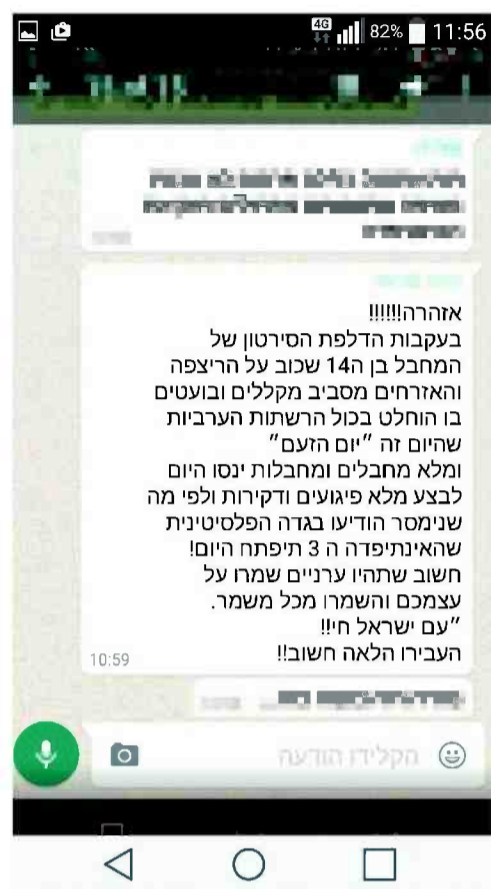 4G 82% 11:56
אזהרה!!!!!!
בעקבות הדלפת הסירטון של
המחבל בן ה14 שכוב על הריצפה
והאזרחים מסביב מקללים ובועטים
בו הוחלט בכול הרשתות הערביות
שהיום זה ״יום הזעם״
ומלא מחבלים ומחבלות ינסו היום
לבצע מלא פיגועים ודקירות ולפי מה
שנימסר הודיעו בגדה הפלסיטינית
שהאינתיפדה ה 3 תיפתח היום!
חשוב שתהיו ערניים שמרו על
עצמכם והשמרו מכל משמר.
״עם ישראל חי!!
העבירו הלאה חשוב!!
10:59
הקלידו הודעה